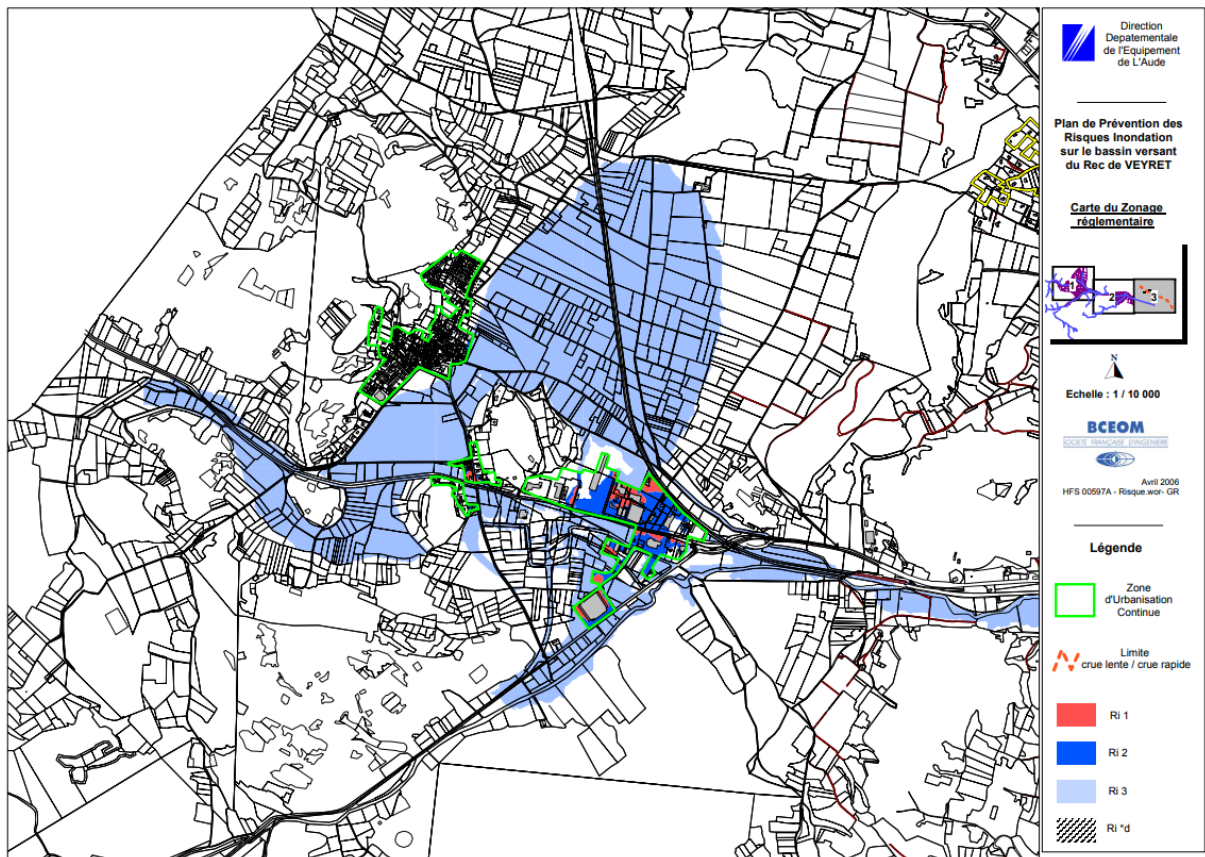 Direction
Depatementale
de l'Equipement
de L'Aude
Plan de Prévention des
Risques Inondation
sur le bassin versant
du Rec de VEYRET
Carte du Zonage
réglementaire
1
2
3
N
Echelle : 1 / 10 000
BCEOM
SOCIETE FRANÇAISE D'INGENIERIE
Avril 2006
HFS 00597A - Risque.wor- GR
Légende
Zone
d'Urbanisation
Continue
Limite
crue lente / crue rapide
Ri 1
Ri 2
Ri 3
Ri *d